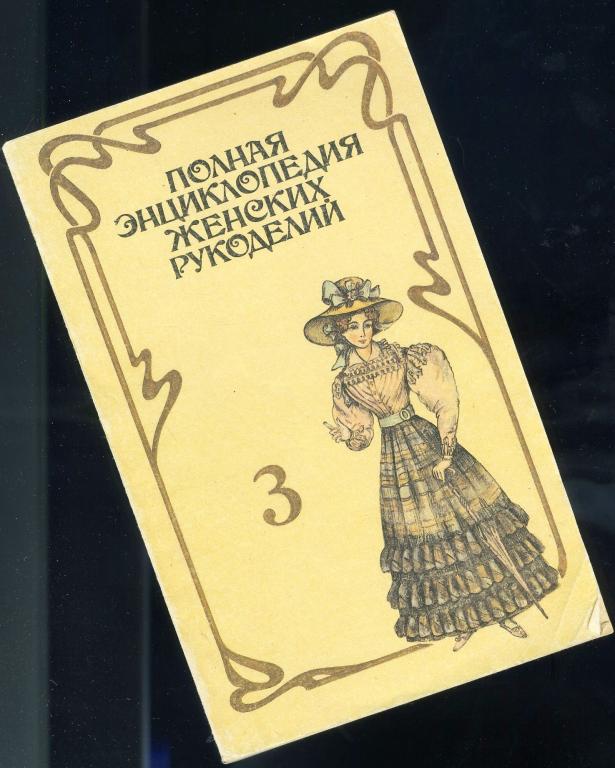 ПОЛНАЯ
ЭНЦИКЛОПЕДИЯ
ЖЕНСКИХ
РУКОДЕЛИЙ
3